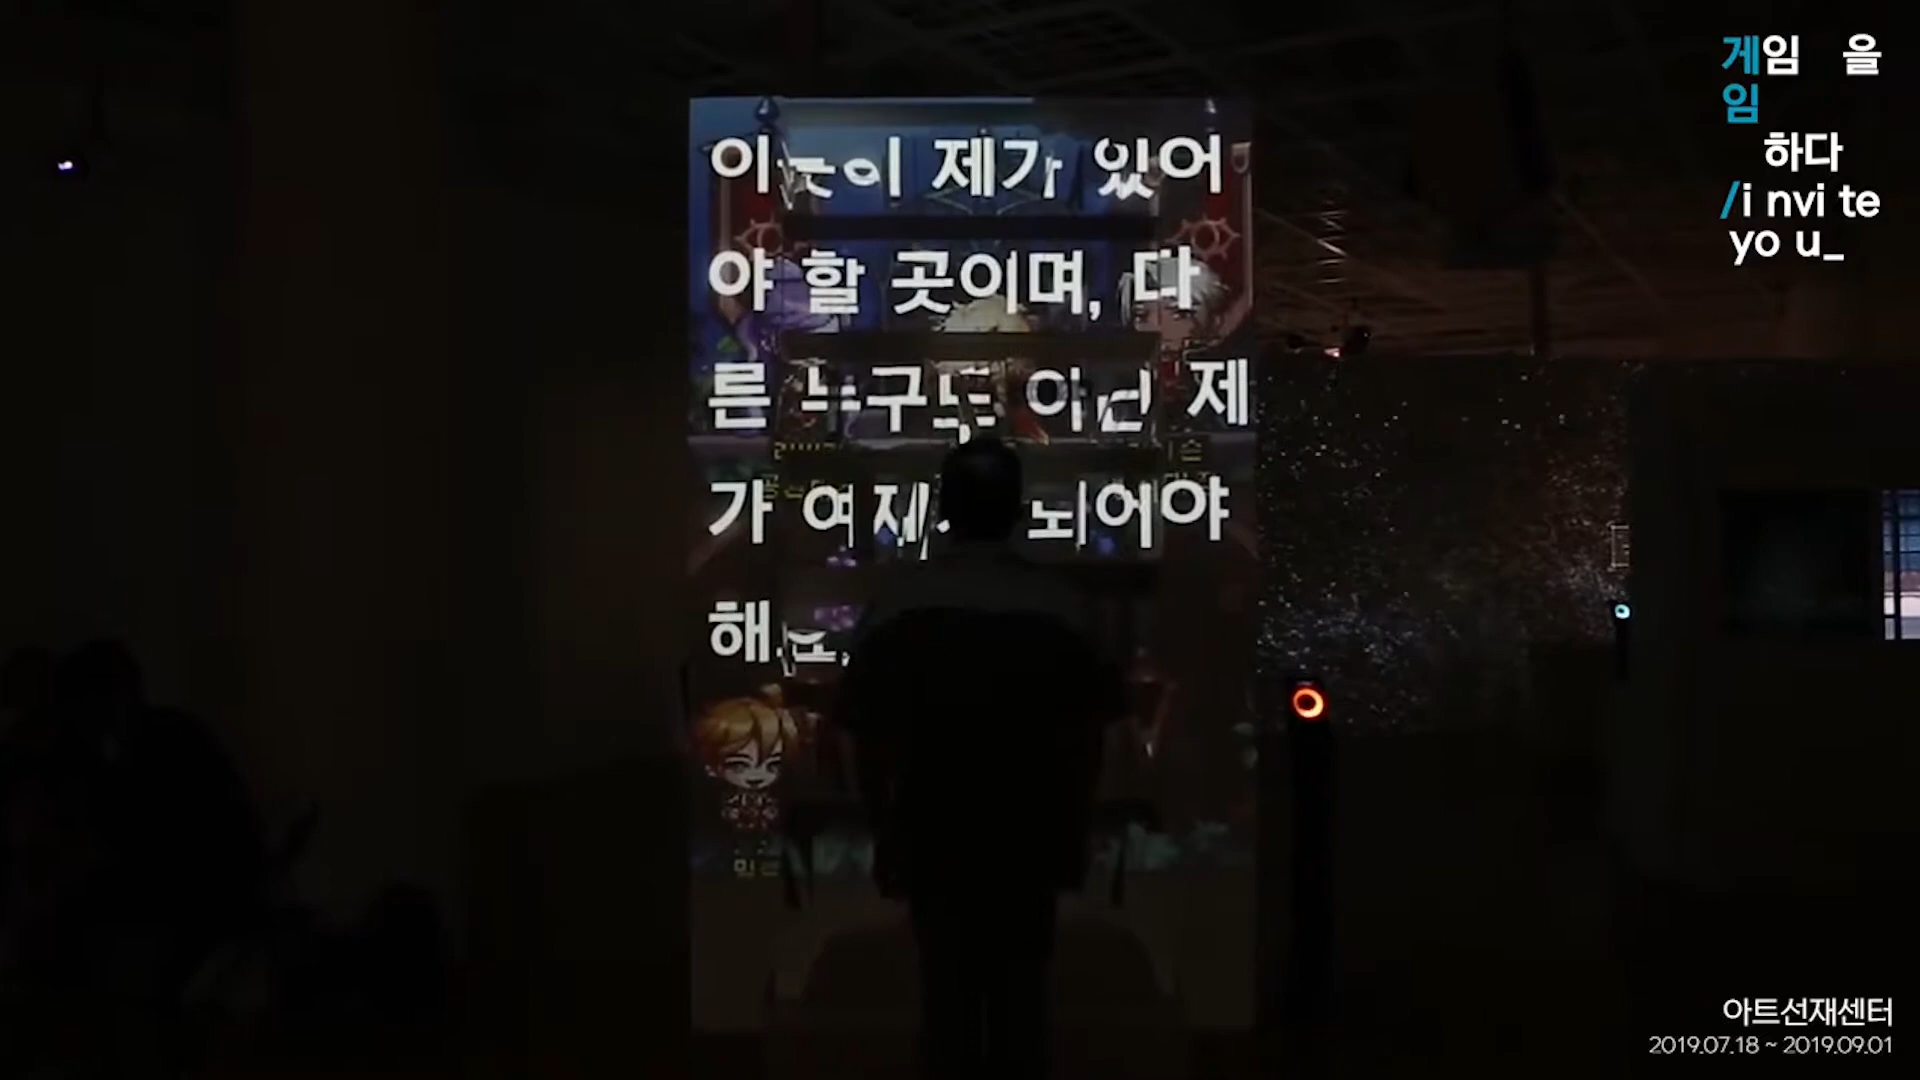 게임 을
임
하다
/i nvi te
yo u_
이곳이 제가 있어
야 할 곳이며, 다
른 누구도 아닌 제
가 여제가 되어야
아트선재센터
2019.07.18 ~ 2019.09.01